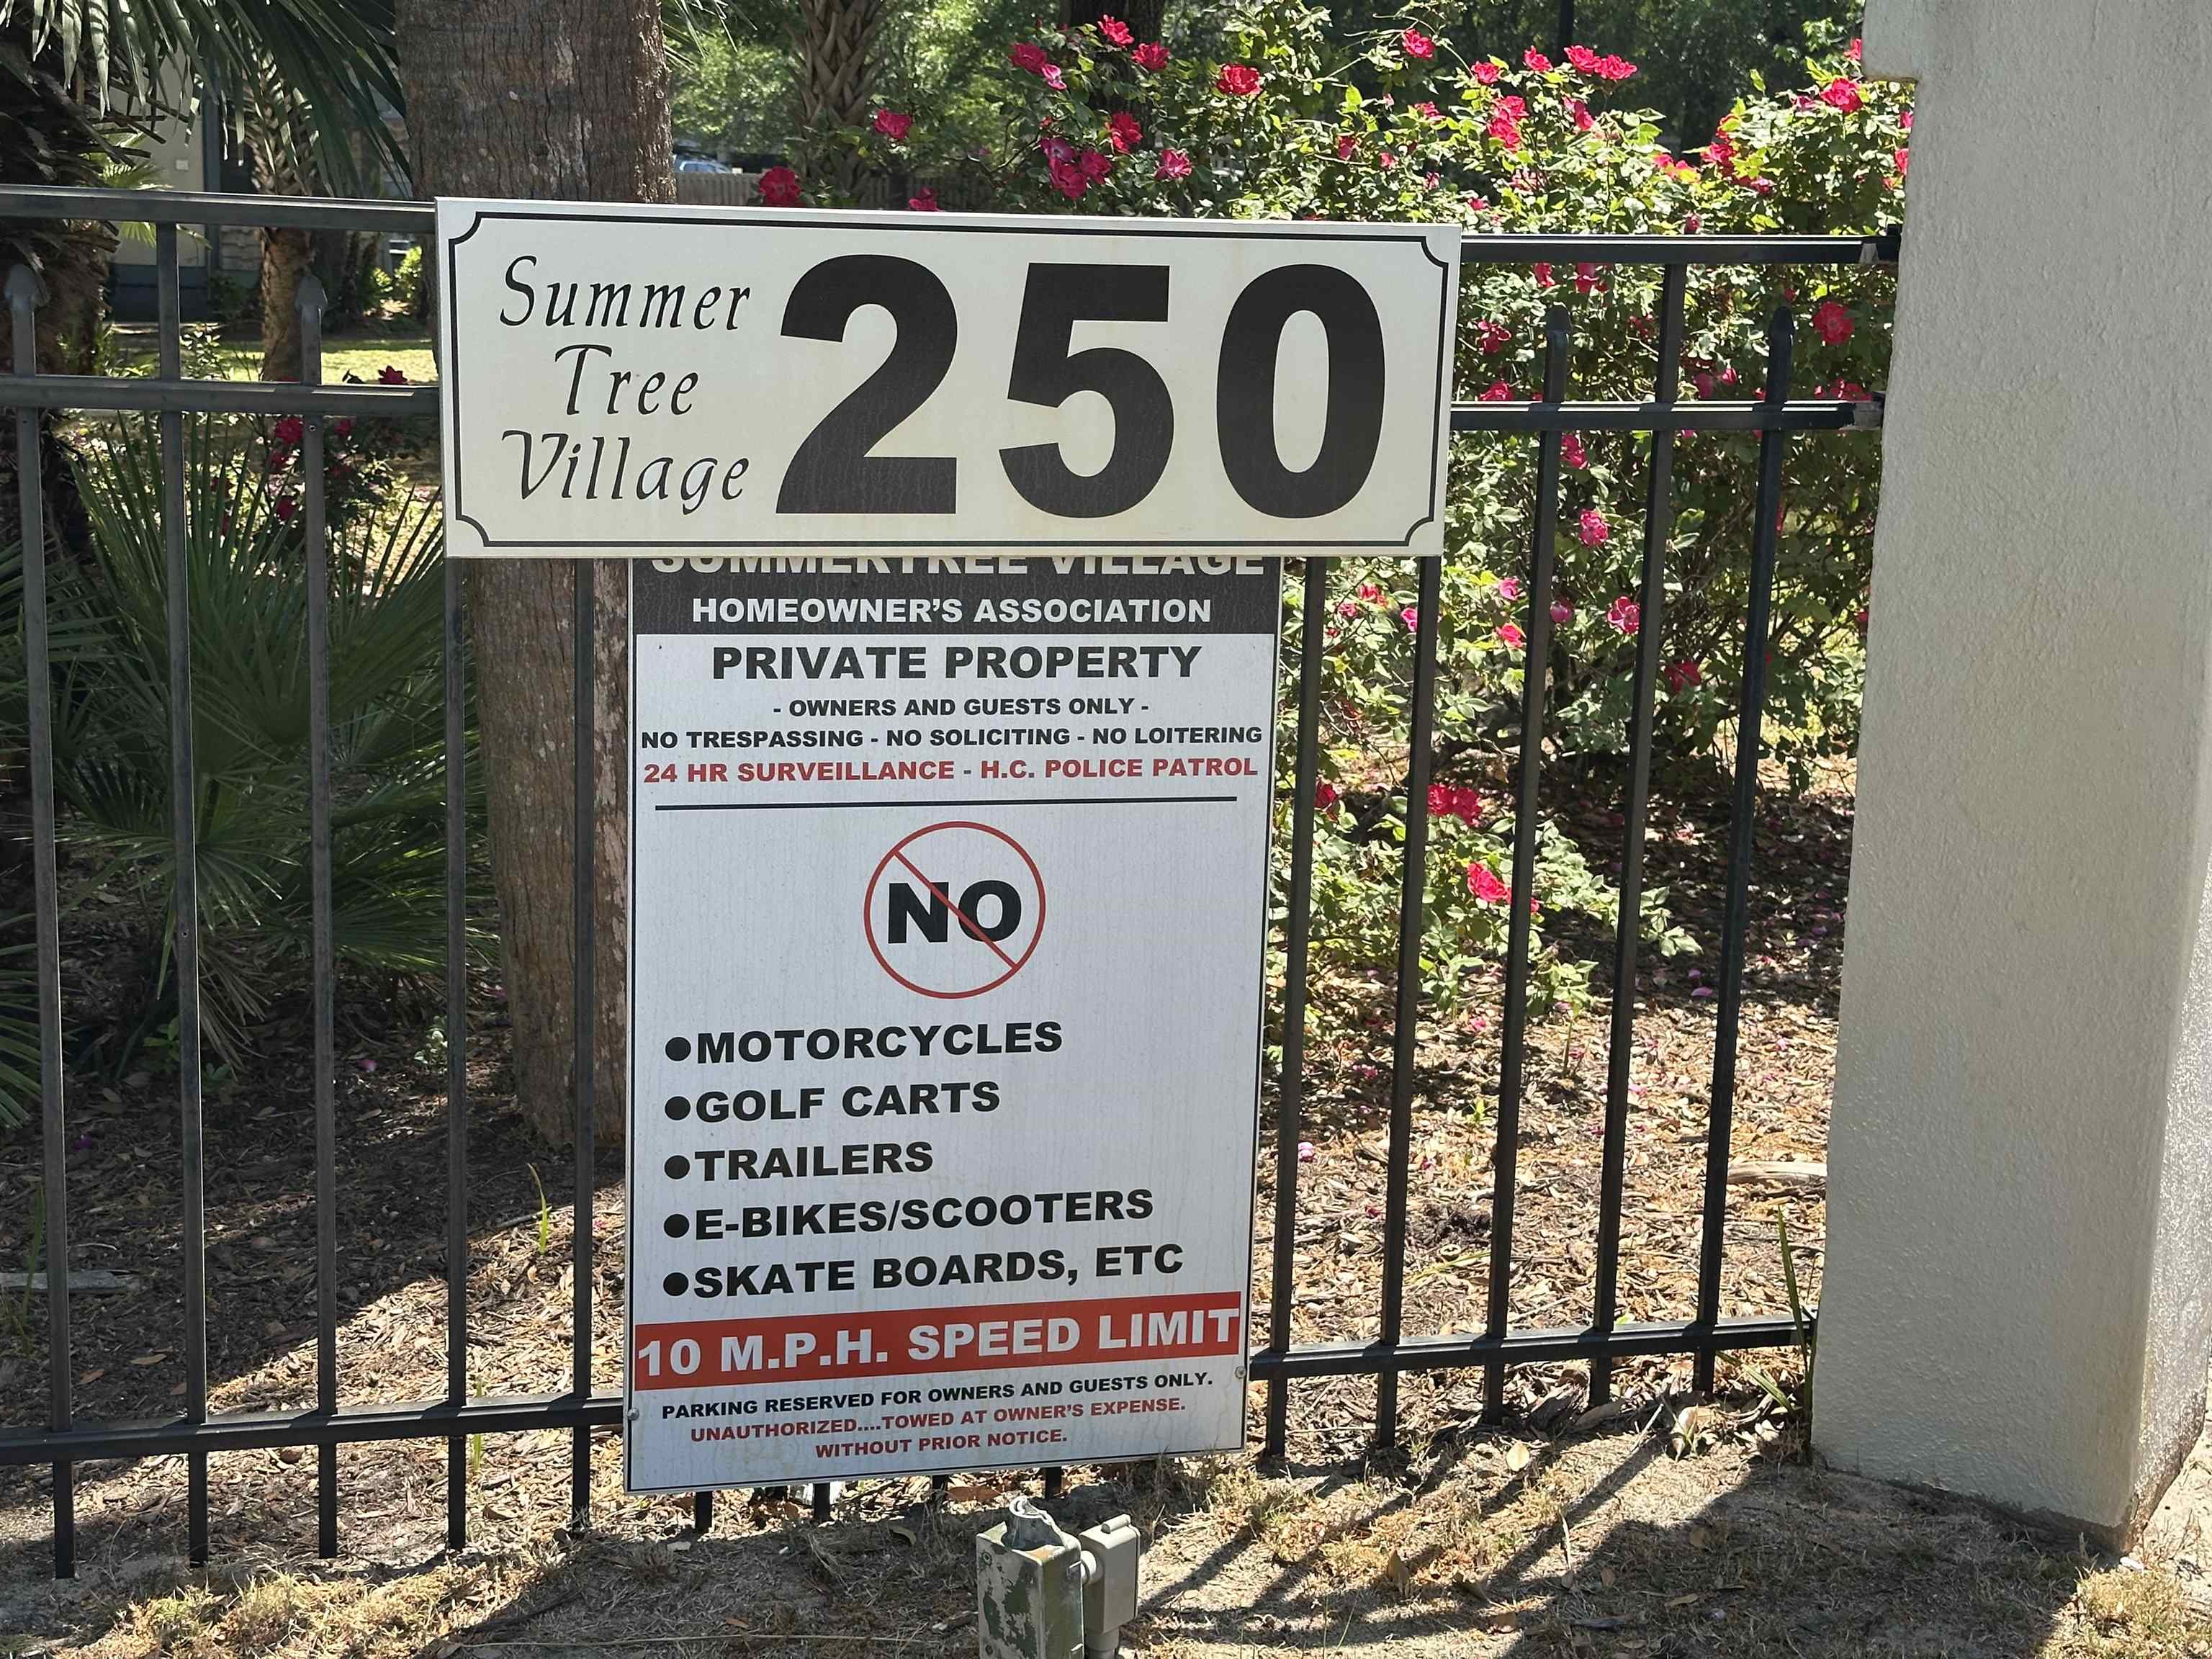 Summer
Tree
Village
250
SUMMERTREE VILLAGE
HOMEOWNER'S ASSOCIATION
PRIVATE PROPERTY
- OWNERS AND GUESTS ONLY -
NO TRESPASSING - NO SOLICITING - NO LOITERING
24 HR SURVEILLANCE - H.C. POLICE PATROL
NO
●MOTORCYCLES
●GOLF CARTS
●TRAILERS
●E-BIKES/SCOOTERS
●SKATE BOARDS, ETC
10 M.P.H. SPEED LIMIT
PARKING RESERVED FOR OWNERS AND GUESTS ONLY.
UNAUTHORIZED....TOWED AT OWNER'S EXPENSE.
WITHOUT PRIOR NOTICE.